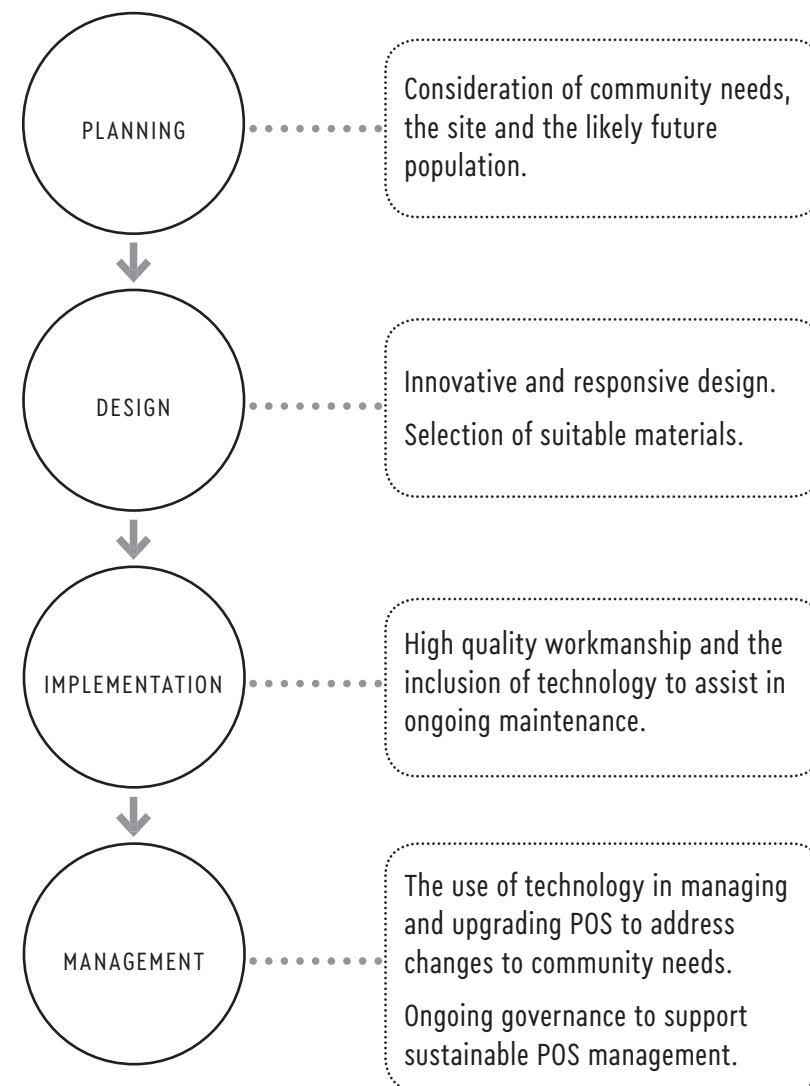 PLANNING
Consideration of community needs,
the site and the likely future
population.
DESIGN
Innovative and responsive design.
Selection of suitable materials.
IMPLEMENTATION
High quality workmanship and the
inclusion of technology to assist in
ongoing maintenance.
MANAGEMENT
The use of technology in managing
and upgrading POS to address
changes to community needs.
Ongoing governance to support
sustainable POS management.